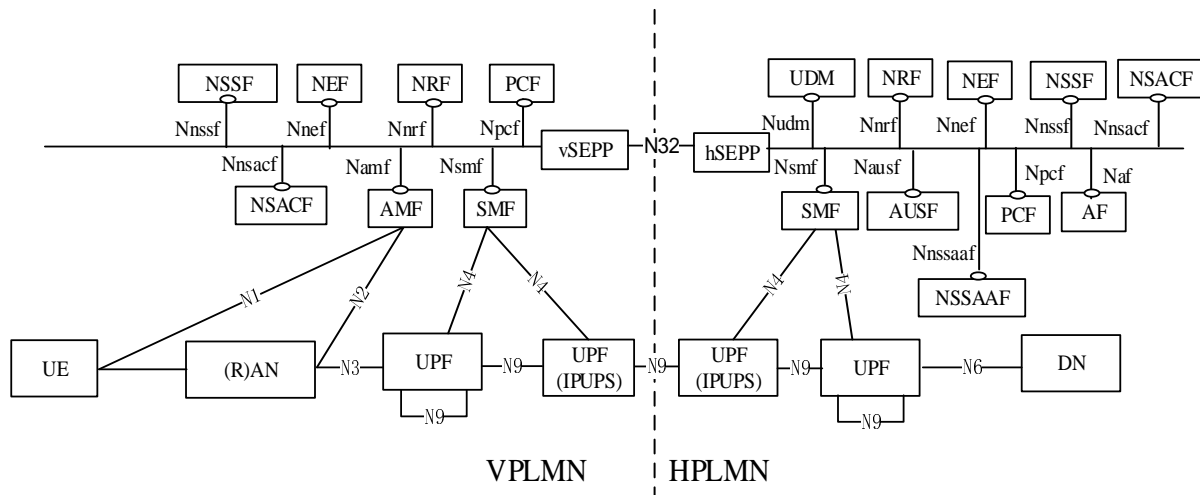 NSSF NEF NRF PCF UDM NRF NEF NSSF NSACF
Nnssf Nnef Nnrf Npcf Nudm Nnrf Nnef Nnssf Nnsacf
vSEPP N32 hSEPP
Nnsacf Namf Nsmf Nsmf Nausf Npcf Naf
NSACF AMF SMF SMF AUSF PCF AF
Nnssaaf
NSSAAF
N1 N2 N4 N4 N4 N4
UE (R)AN N3 UPF N9 UPF
(IPUPS) N9 UPF
(IPUPS) N9 UPF N6 DN
N9 N9
VPLMN HPLMN